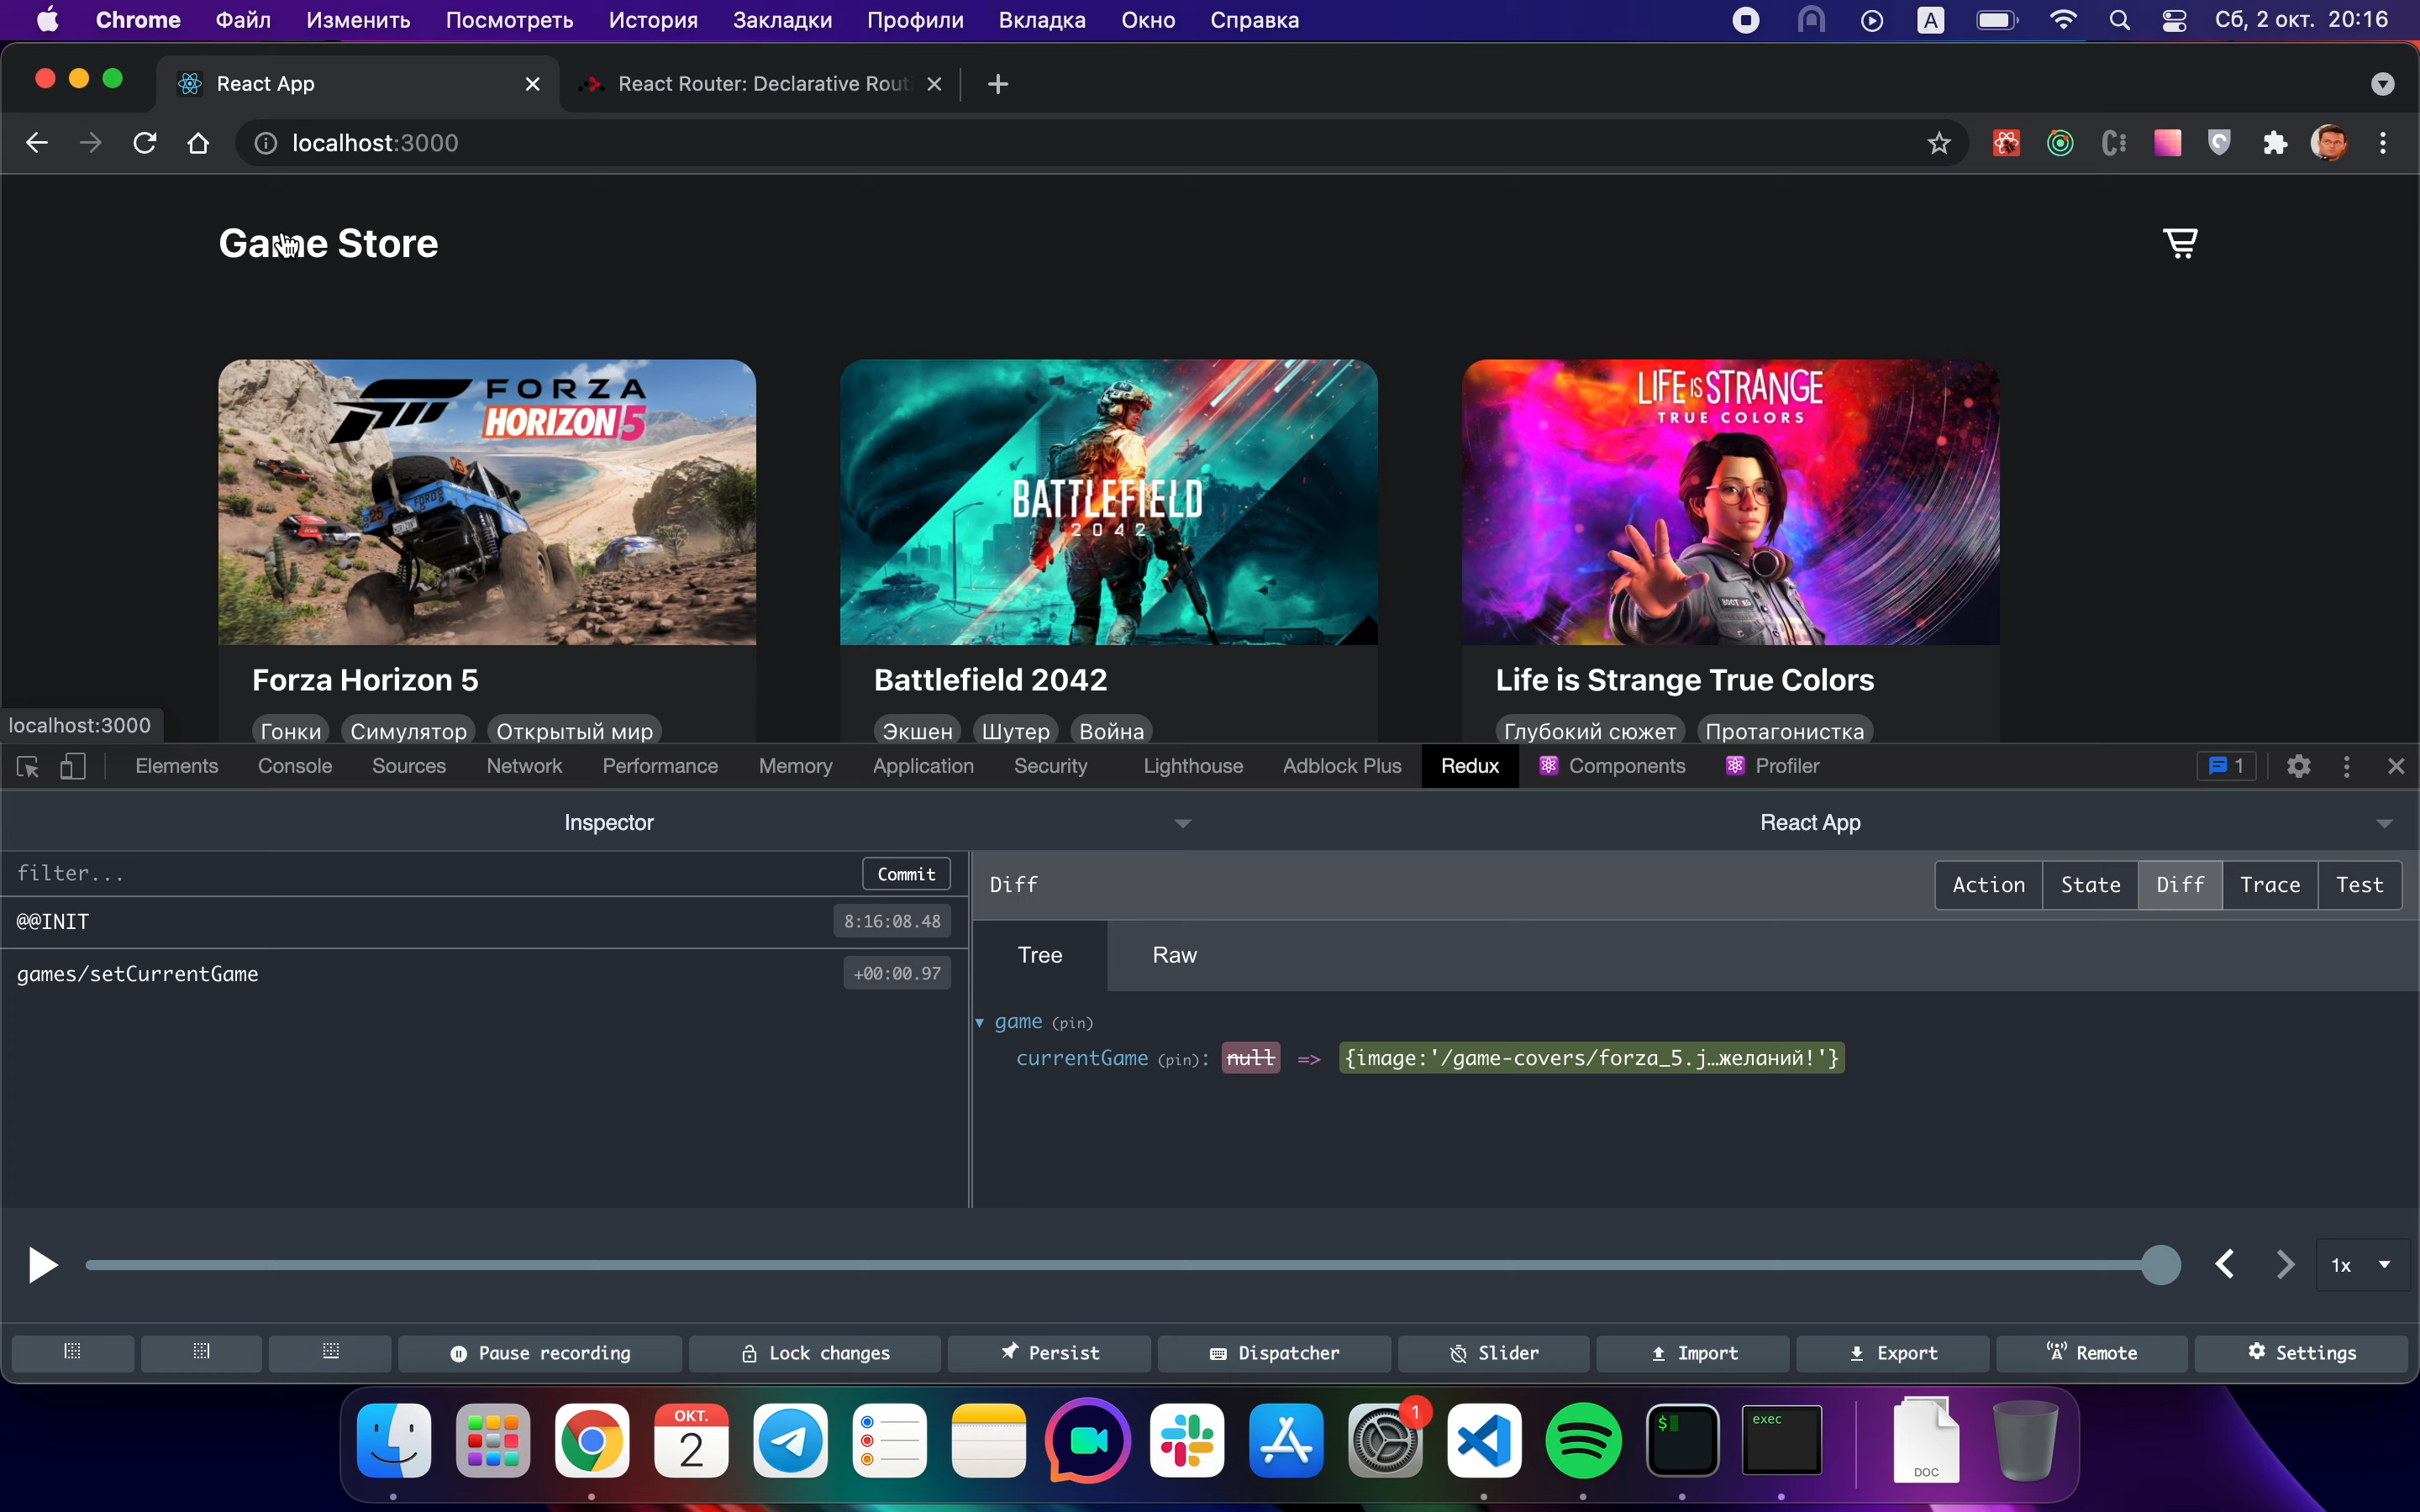 Chrome Файл Изменить Посмотреть История Закладки Профили Вкладка Окно Справка A Сб, 2 окт. 20:16
React App React Router: Declarative Rout
localhost:3000
Game Store
FORZA
HORIZON 5
BATTLEFIELD
2042
LIFE IS STRANGE
TRUE COLORS
Forza Horizon 5 Battlefield 2042 Life is Strange True Colors
Гонки Симулятор Открытый мир Экшен Шутер Война Глубокий сюжет Протагонистка
localhost:3000
Elements Console Sources Network Performance Memory Application Security Lighthouse Adblock Plus Redux Components Profiler 1
Inspector React App
filter... Commit
Diff Action State Diff Trace Test
@@INIT 8:16:08.48
Tree Raw
games/setCurrentGame +00:00.97
game (pin)
currentGame (pin): null => {image:'/game-covers/forza_5.j…желаний!'}
1x
Pause recording Lock changes Persist Dispatcher Slider Import Export Remote Settings
ОКТ.
2
1
$
exec
DOC